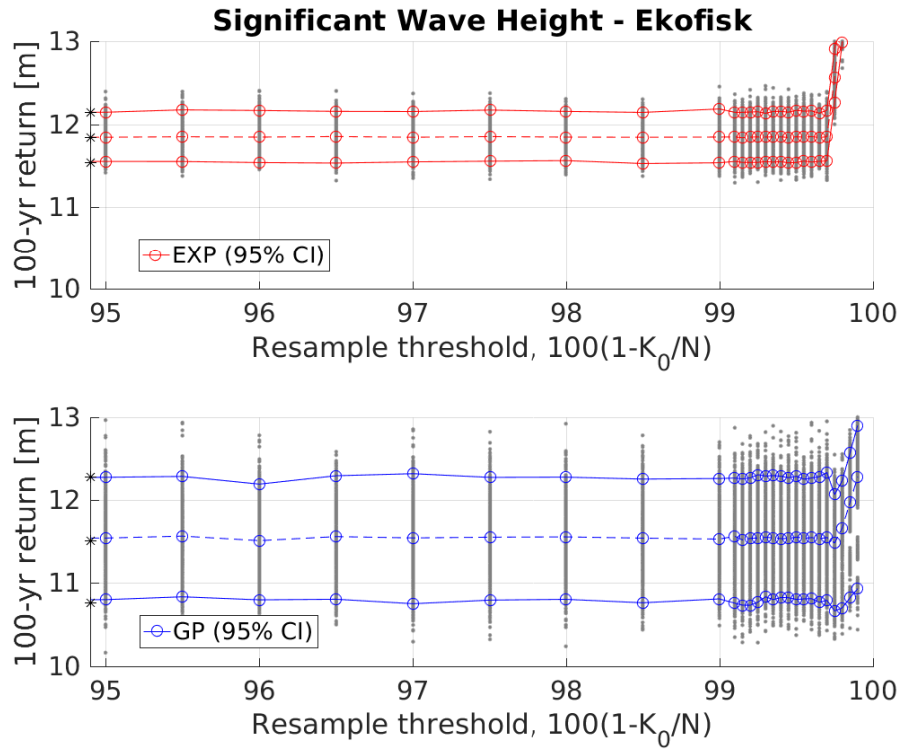 Significant Wave Height - Ekofisk
13
12
11
10
100-yr return [m]
EXP (95% CI)
95 96 97 98 99 100
Resample threshold, 100(1-K₀/N)
13
12
11
10
100-yr return [m]
GP (95% CI)
95 96 97 98 99 100
Resample threshold, 100(1-K₀/N)